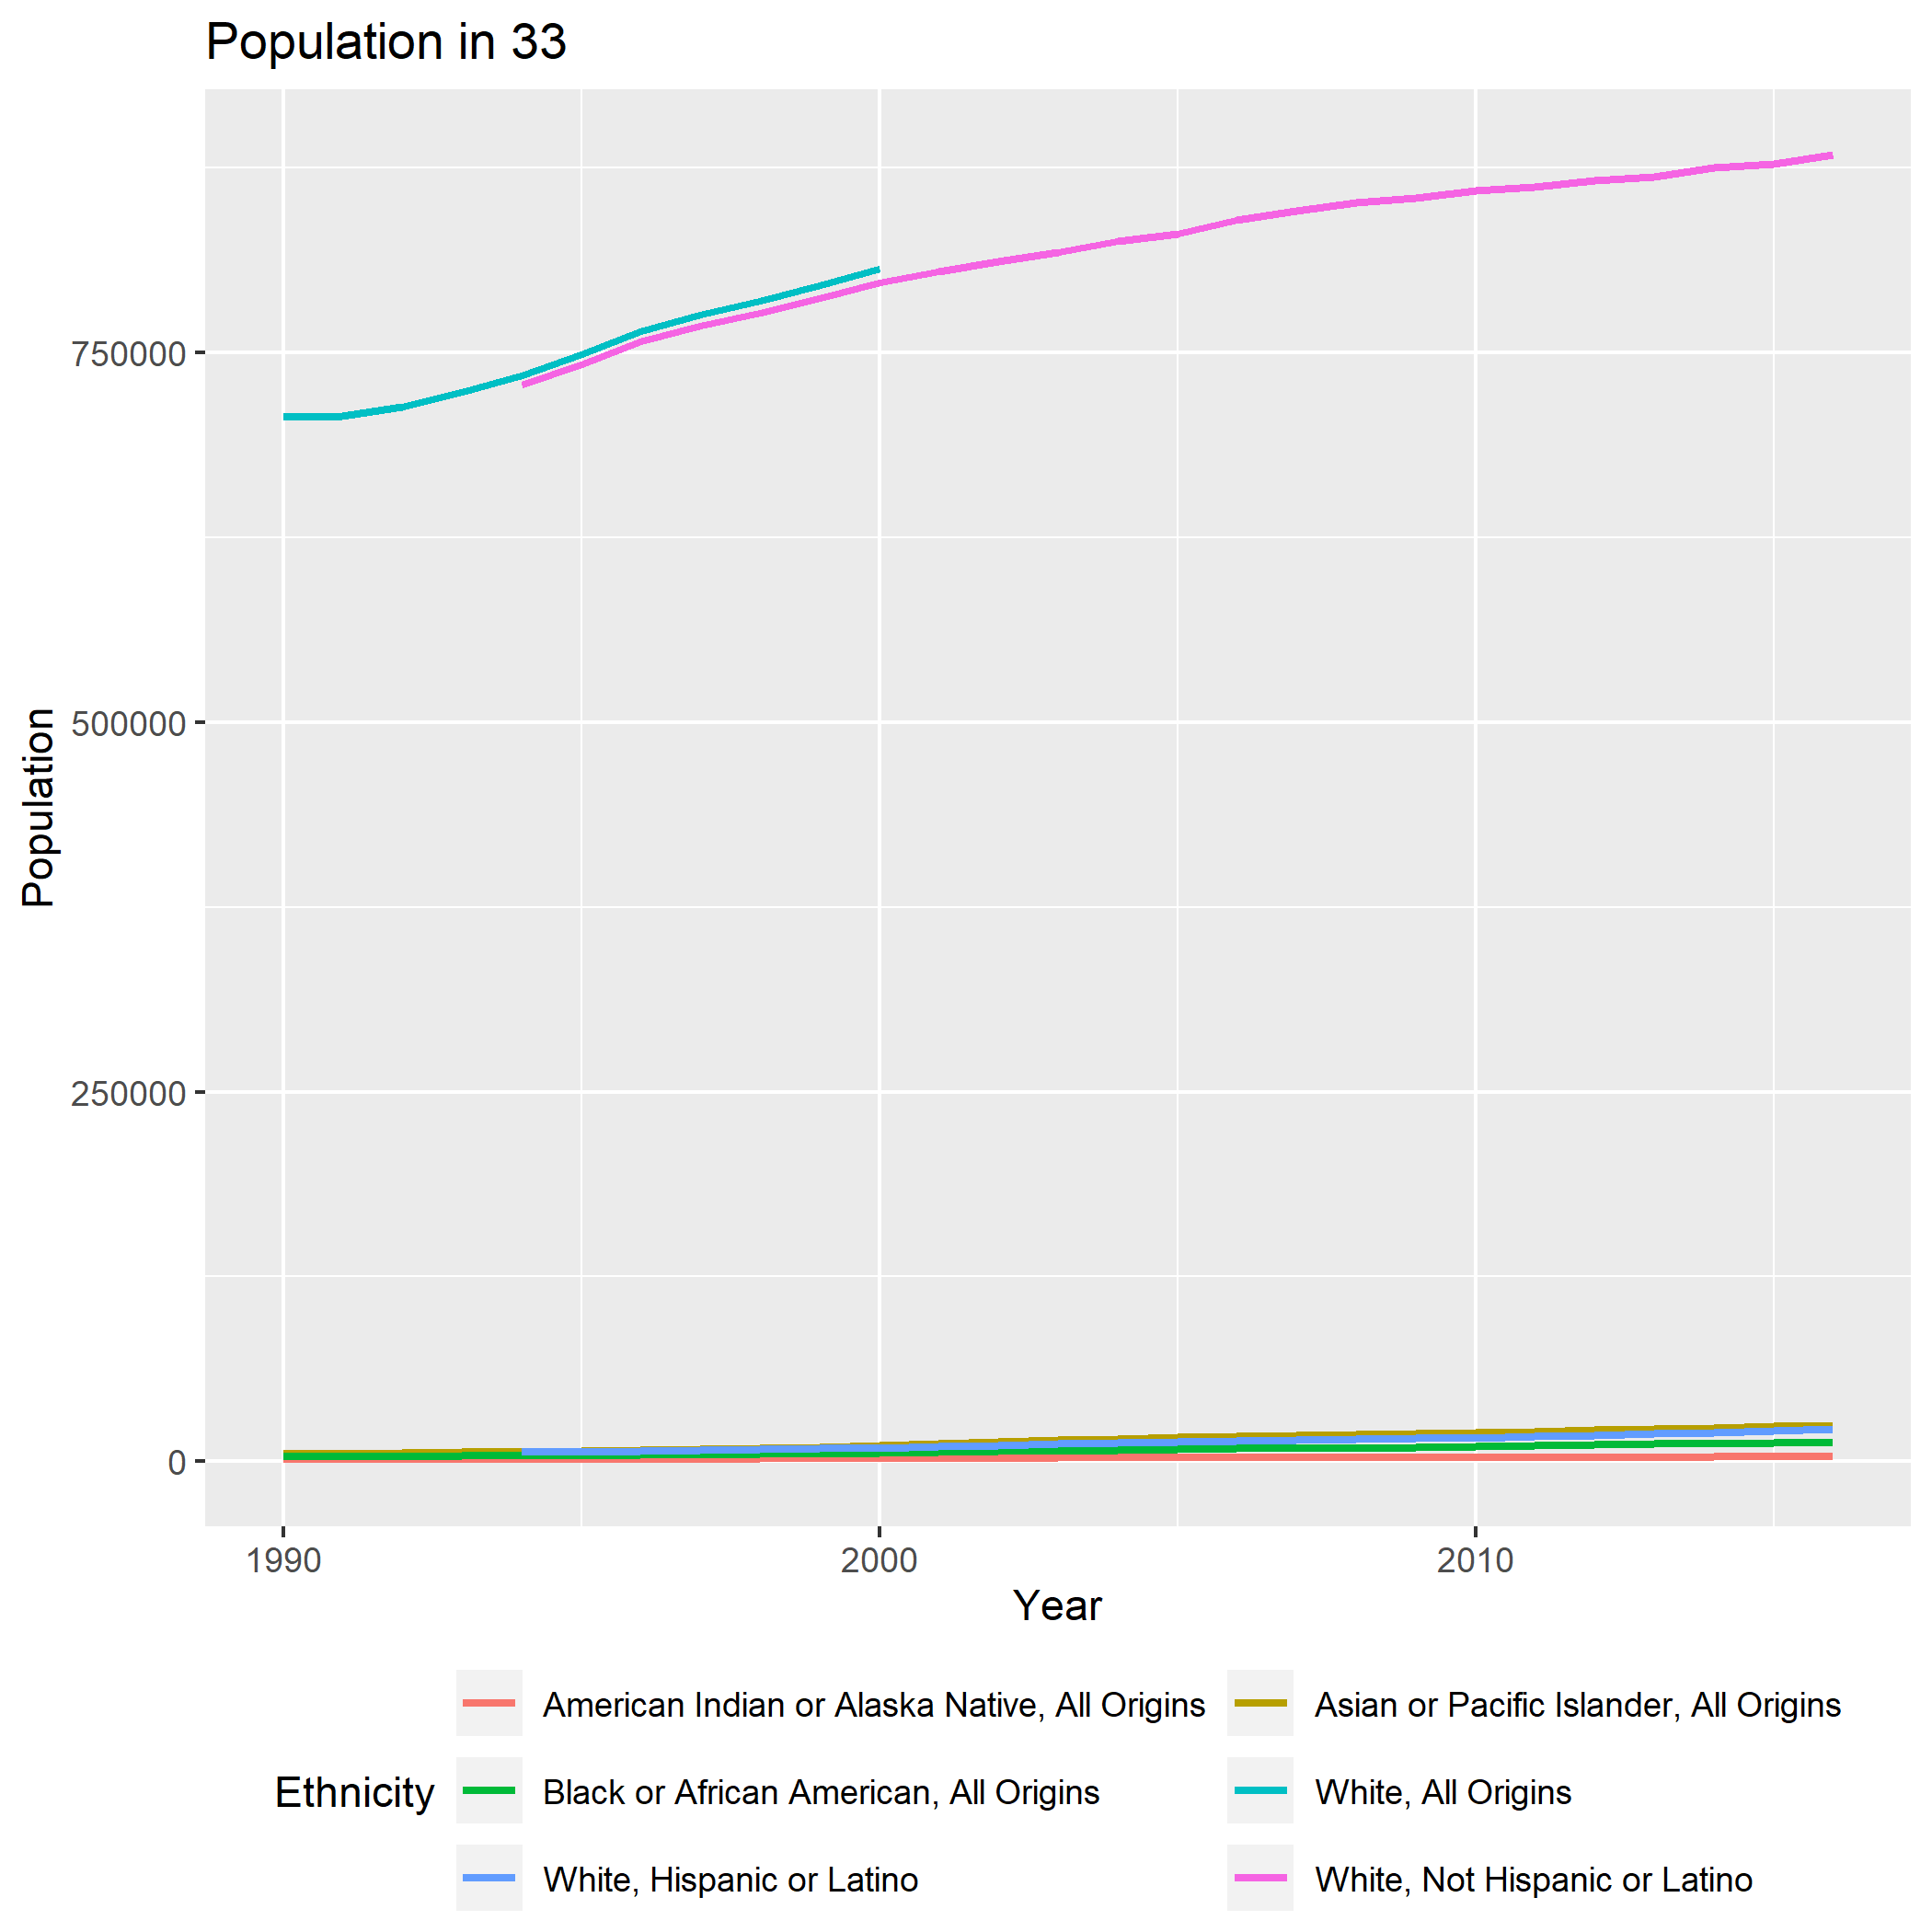 Population in 33
Population
750000
500000
250000
0
1990 2000 2010
Year
Ethnicity
American Indian or Alaska Native, All Origins
Asian or Pacific Islander, All Origins
Black or African American, All Origins
White, All Origins
White, Hispanic or Latino
White, Not Hispanic or Latino